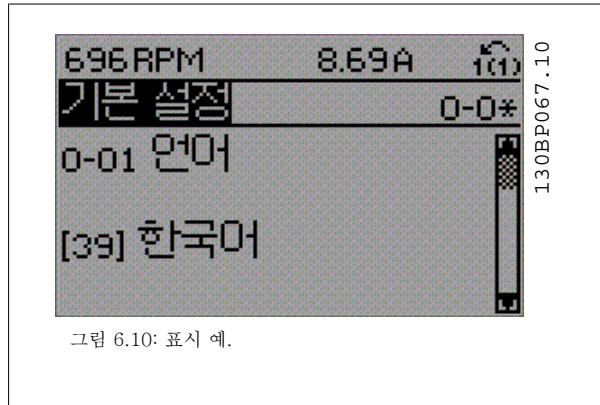 696 RPM 8.69 A 1(1)
기본 설정 0-0*
0-01 언어
[39] 한국어
130BP067.10
그림 6.10: 표시 예.